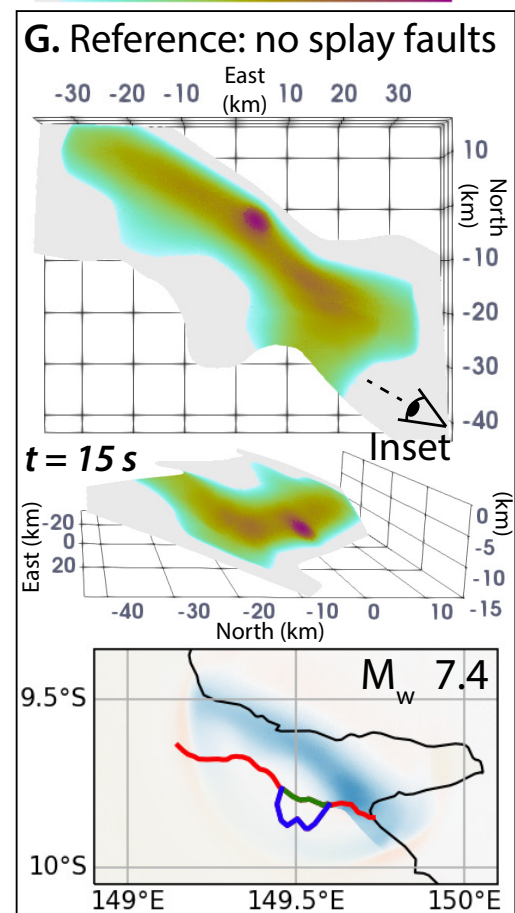 G. Reference: no splay faults
East
(km)
-30 -20 -10 10 20 30
10
North
(km)
-10
-20
-30
-40
Inset
t = 15 s
(km)
0
-5
-10
-15
East (km)
-20
0
20
-40 -30 -20 -10 0 10
North (km)
Mw 7.4
9.5°S
10°S
149°E 149.5°E 150°E